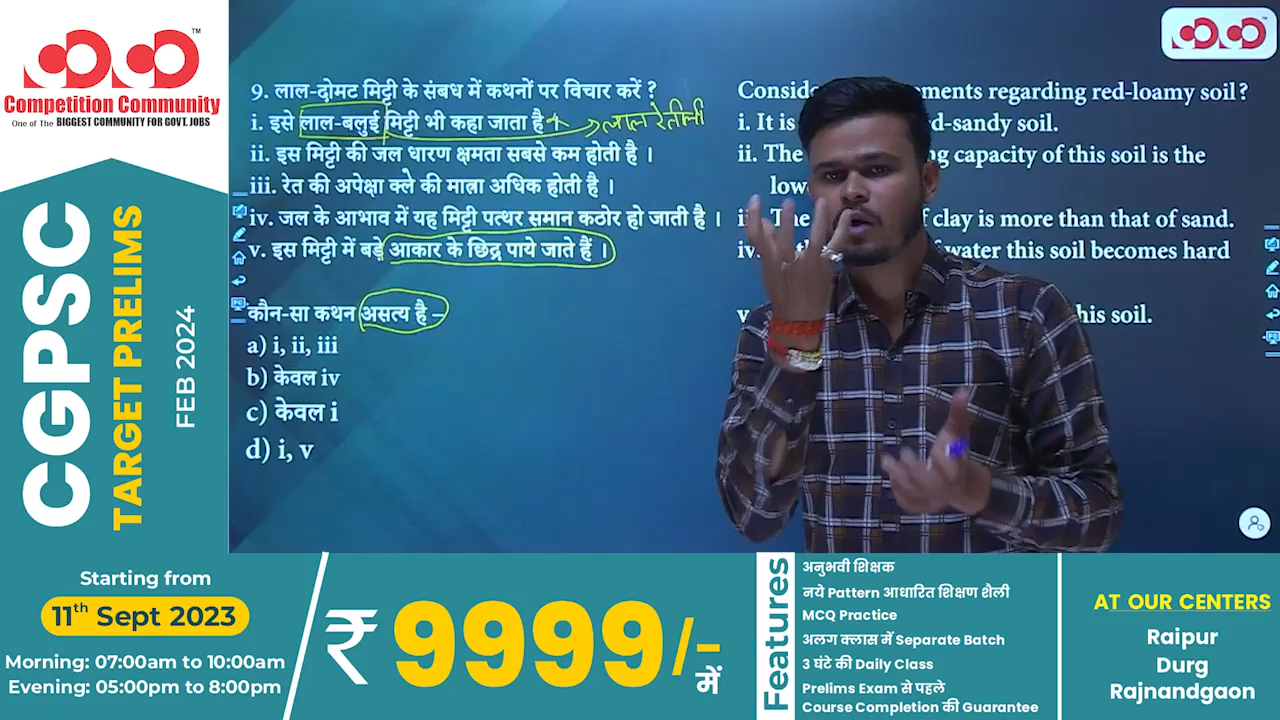 TM
Competition Community
One of The BIGGEST COMMUNITY FOR GOVT. JOBS
CGPSC
TARGET PRELIMS
FEB 2024
9. लाल-दोमट मिट्टी के संबध में कथनों पर विचार करें ?
i. इसे लाल-बलुई मिट्टी भी कहा जाता है
लाल रेतीली
ii. इस मिट्टी की जल धारण क्षमता सबसे कम होती है ।
iii. रेत की अपेक्षा क्ले की मात्रा अधिक होती है ।
iv. जल के आभाव में यह मिट्टी पत्थर समान कठोर हो जाती है ।
v. इस मिट्टी में बड़े आकार के छिद्र पाये जाते हैं ।
कौन-सा कथन असत्य है –
a) i, ii, iii
b) केवल iv
c) केवल i
d) i, v
ements regarding red-loamy soil?
i. It is d-sandy soil.
ii. The ng capacity of this soil is the
The f clay is more than that of sand.
iv. water this soil becomes hard
v his soil.
Starting from
11th Sept 2023
Morning: 07:00am to 10:00am
Evening: 05:00pm to 8:00pm
₹ 9999/- में
Features
अनुभवी शिक्षक
नये Pattern आधारित शिक्षण शैली
MCQ Practice
अलग क्लास में Separate Batch
3 घंटे की Daily Class
Prelims Exam से पहले
Course Completion की Guarantee
AT OUR CENTERS
Raipur
Durg
Rajnandgaon